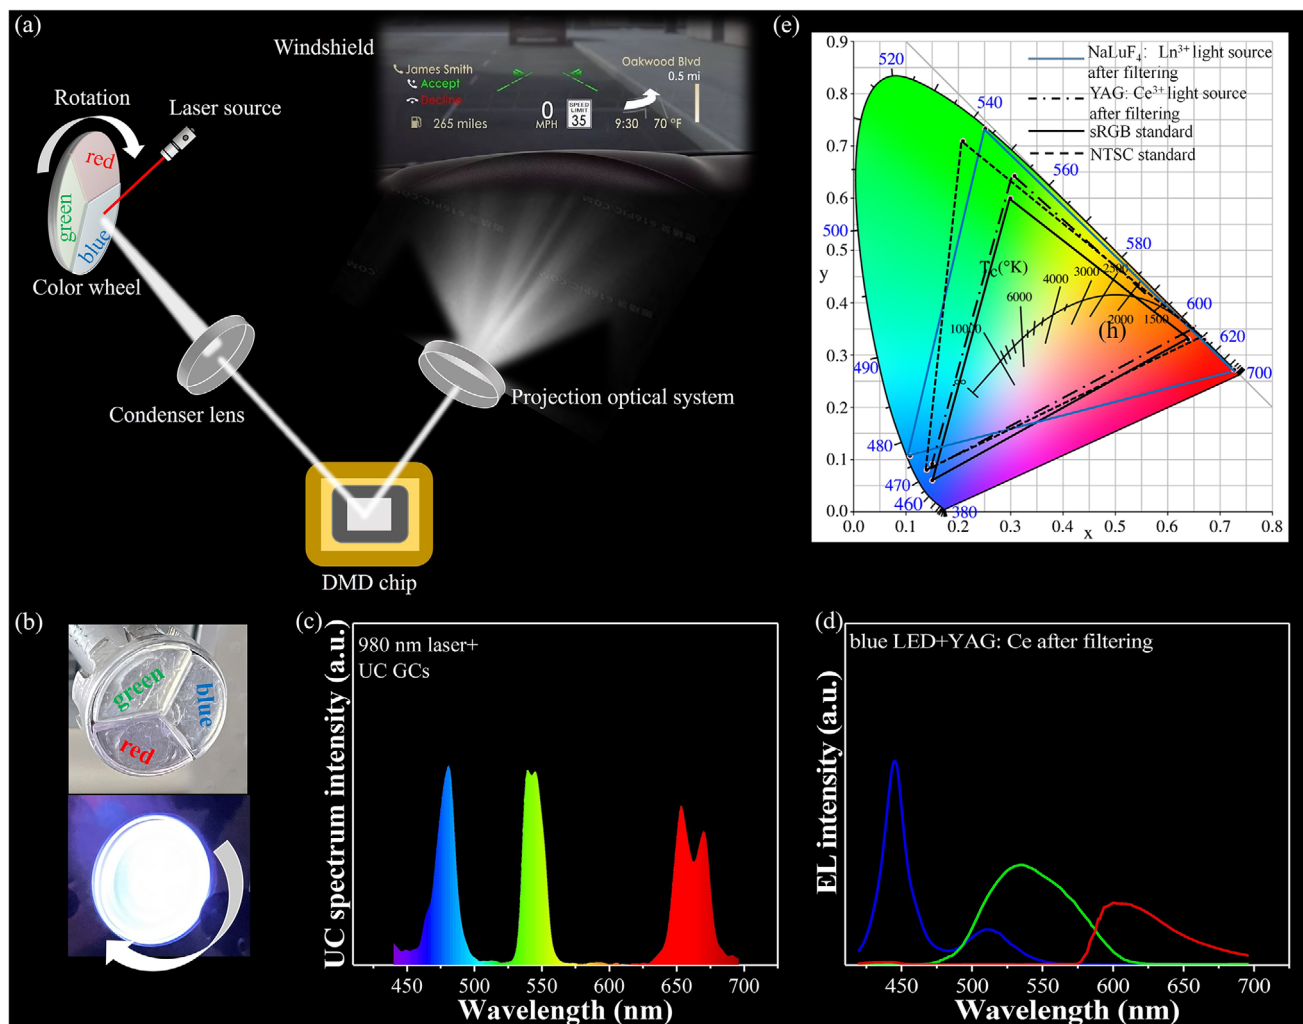 (a)
Windshield
James Smith
Accept
Decline
265 miles
0
MPH
SPEED
LIMIT
35
Oakwood Blvd
0.5 mi
9:30
70 °F
Rotation
Laser source
red
green
blue
Color wheel
Condenser lens
Projection optical system
DMD chip
(e)
NaLuF₄: Ln³⁺ light source
after filtering
YAG: Ce³⁺ light source
after filtering
sRGB standard
NTSC standard
0.9
0.8
0.7
0.6
0.5
y
0.4
0.3
0.2
0.1
0.0
0.0 0.1 0.2 0.3 0.4 0.5 0.6 0.7 0.8
x
520
540
560
580
600
620
700
500
490
480
470
460
380
Tc(°K)
∞
10000
6000
4000
3000
2500
2000
1500
(h)
(b)
green
blue
red
(c)
980 nm laser+
UC GCs
UC spectrum intensity (a.u.)
450 500 550 600 650 700
Wavelength (nm)
(d)
blue LED+YAG: Ce after filtering
EL intensity (a.u.)
450 500 550 600 650 700
Wavelength (nm)